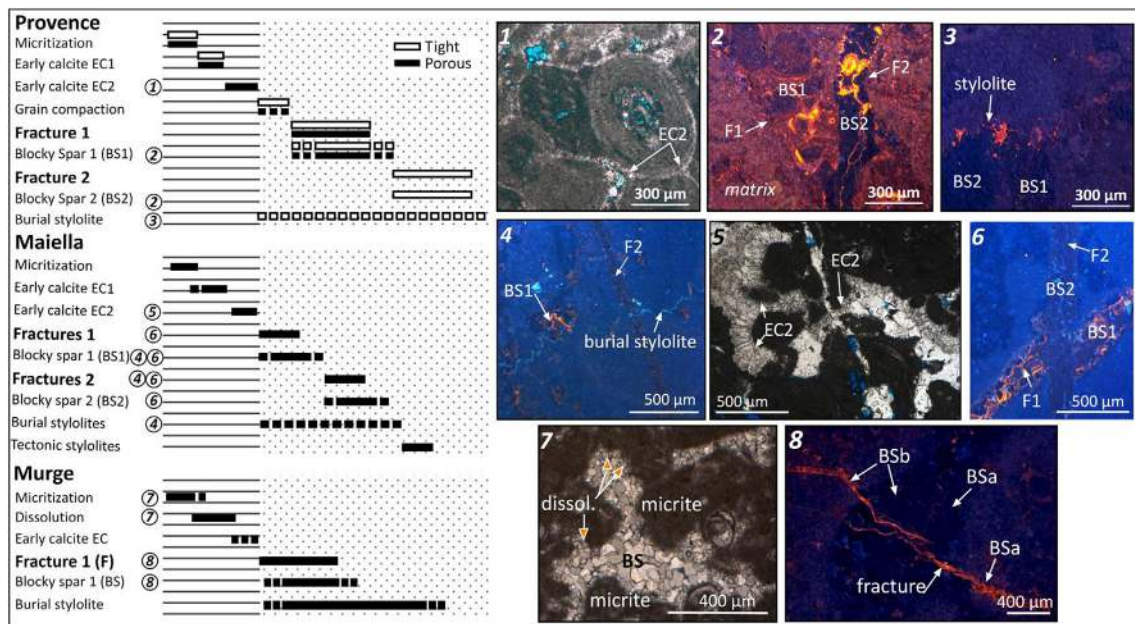 Provence
Tight
Porous
Micritization
Early calcite EC1
Early calcite EC2 1
Grain compaction
Fracture 1
Blocky Spar 1 (BS1) 2
Fracture 2
Blocky Spar 2 (BS2) 2
Burial stylolite 3
Maiella
Micritization
Early calcite EC1
Early calcite EC2 5
Fractures 1 6
Blocky spar 1 (BS1) 4 6
Fractures 2 4 6
Blocky spar 2 (BS2) 6
Burial stylolites 4
Tectonic stylolites
Murge
Micritization 7
Dissolution 7
Early calcite EC
Fracture 1 (F) 8
Blocky spar 1 (BS) 8
Burial stylolite
1
EC2
300 µm
2
F2
BS1
F1
BS2
matrix
300 µm
3
stylolite
BS2
BS1
300 µm
4
F2
BS1
burial stylolite
500 µm
5
EC2
EC2
500 µm
6
F2
BS2
BS1
F1
500 µm
7
dissol.
micrite
BS
micrite
400 µm
8
BSb
BSa
BSa
fracture
400 µm